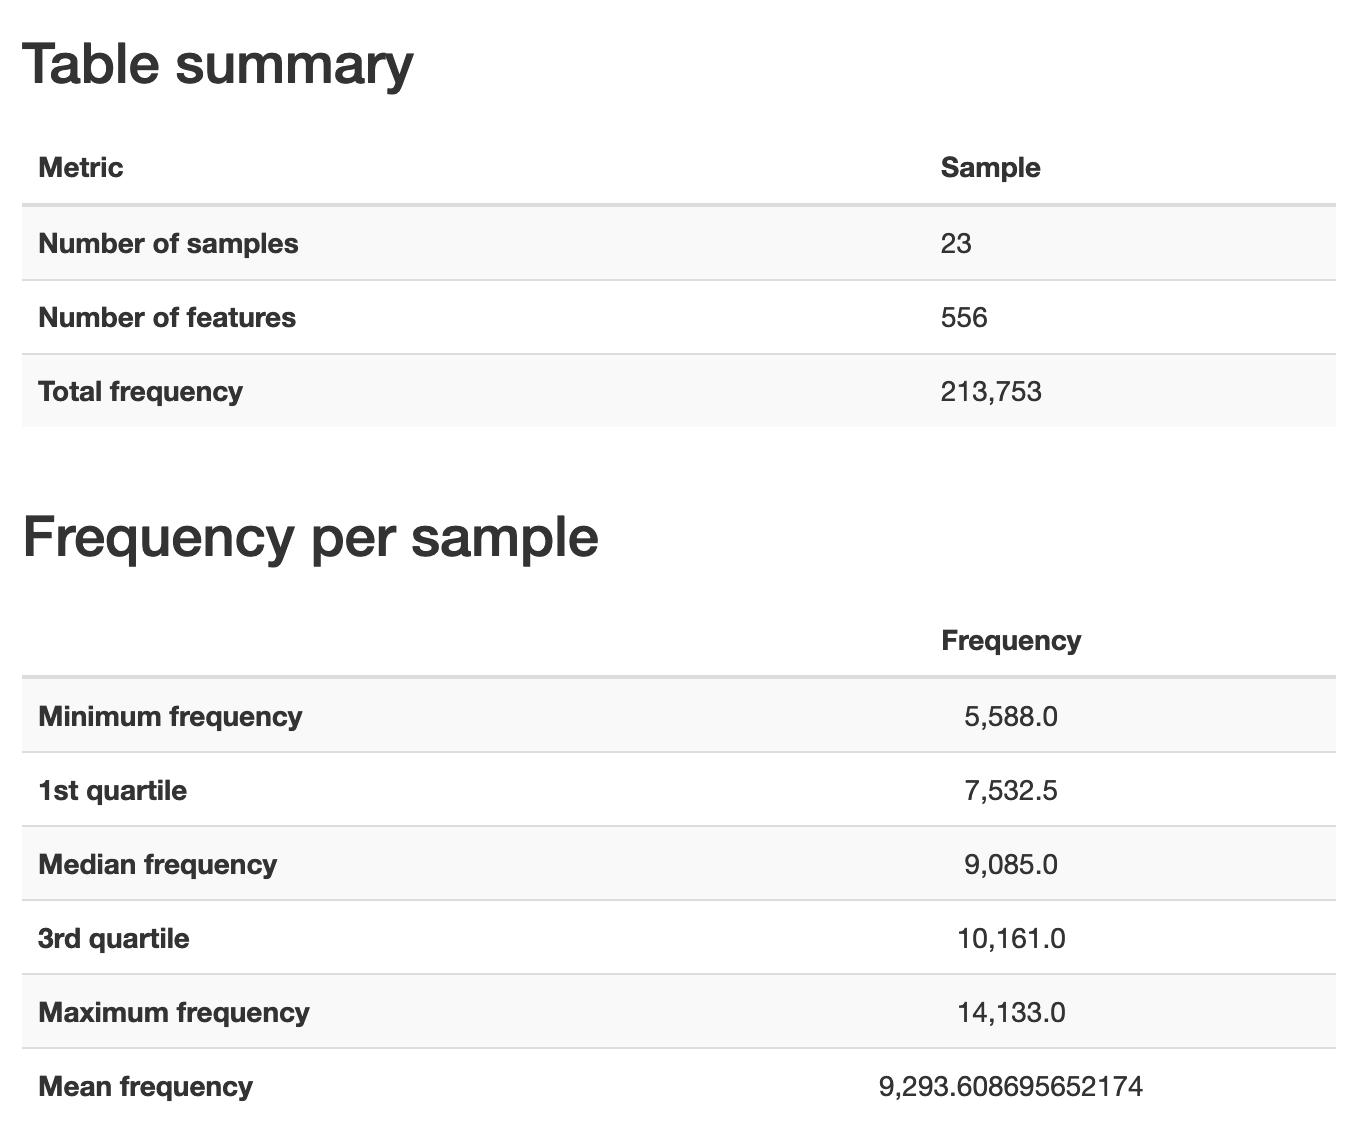 Table summary
Metric Sample
Number of samples 23
Number of features 556
Total frequency 213,753
Frequency per sample
Frequency
Minimum frequency 5,588.0
1st quartile 7,532.5
Median frequency 9,085.0
3rd quartile 10,161.0
Maximum frequency 14,133.0
Mean frequency 9,293.608695652174